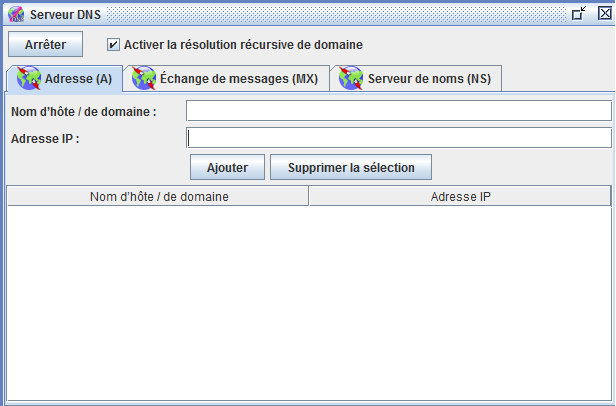 Serveur DNS
Arrêter
Activer la résolution récursive de domaine
Adresse (A)
Échange de messages (MX)
Serveur de noms (NS)
Nom d'hôte / de domaine :
Adresse IP :
Ajouter
Supprimer la sélection
Nom d'hôte / de domaine
Adresse IP